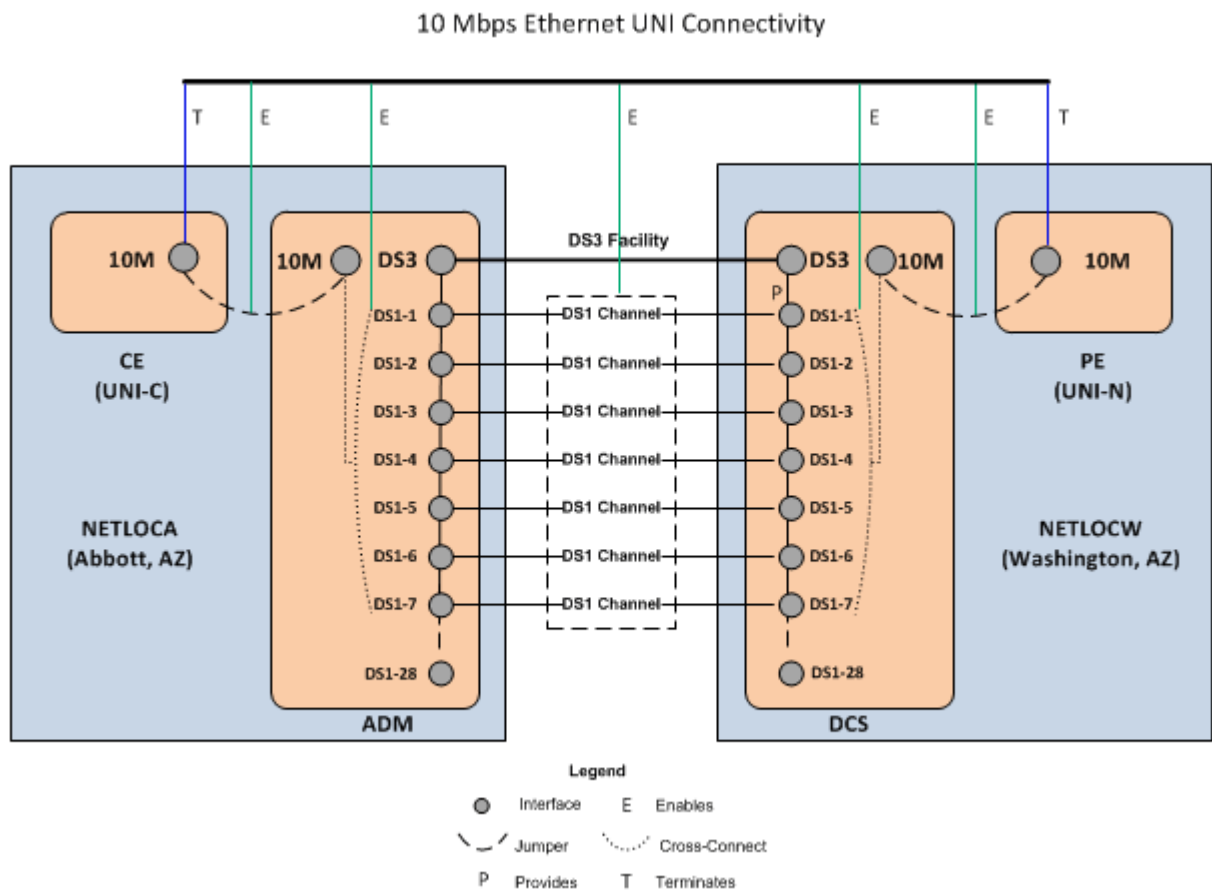 10 Mbps Ethernet UNI Connectivity
T E E E E E T
10M 10M DS3 DS3 Facility DS3 10M 10M
P
DS1-1 DS1 Channel DS1-1
DS1-2 DS1 Channel DS1-2
DS1-3 DS1 Channel DS1-3
DS1-4 DS1 Channel DS1-4
DS1-5 DS1 Channel DS1-5
DS1-6 DS1 Channel DS1-6
DS1-7 DS1 Channel DS1-7
DS1-28 DS1-28
CE
(UNI-C)
PE
(UNI-N)
NETLOCA
(Abbott, AZ)
NETLOCW
(Washington, AZ)
ADM DCS
Legend
Interface E Enables
Jumper Cross-Connect
P Provides T Terminates